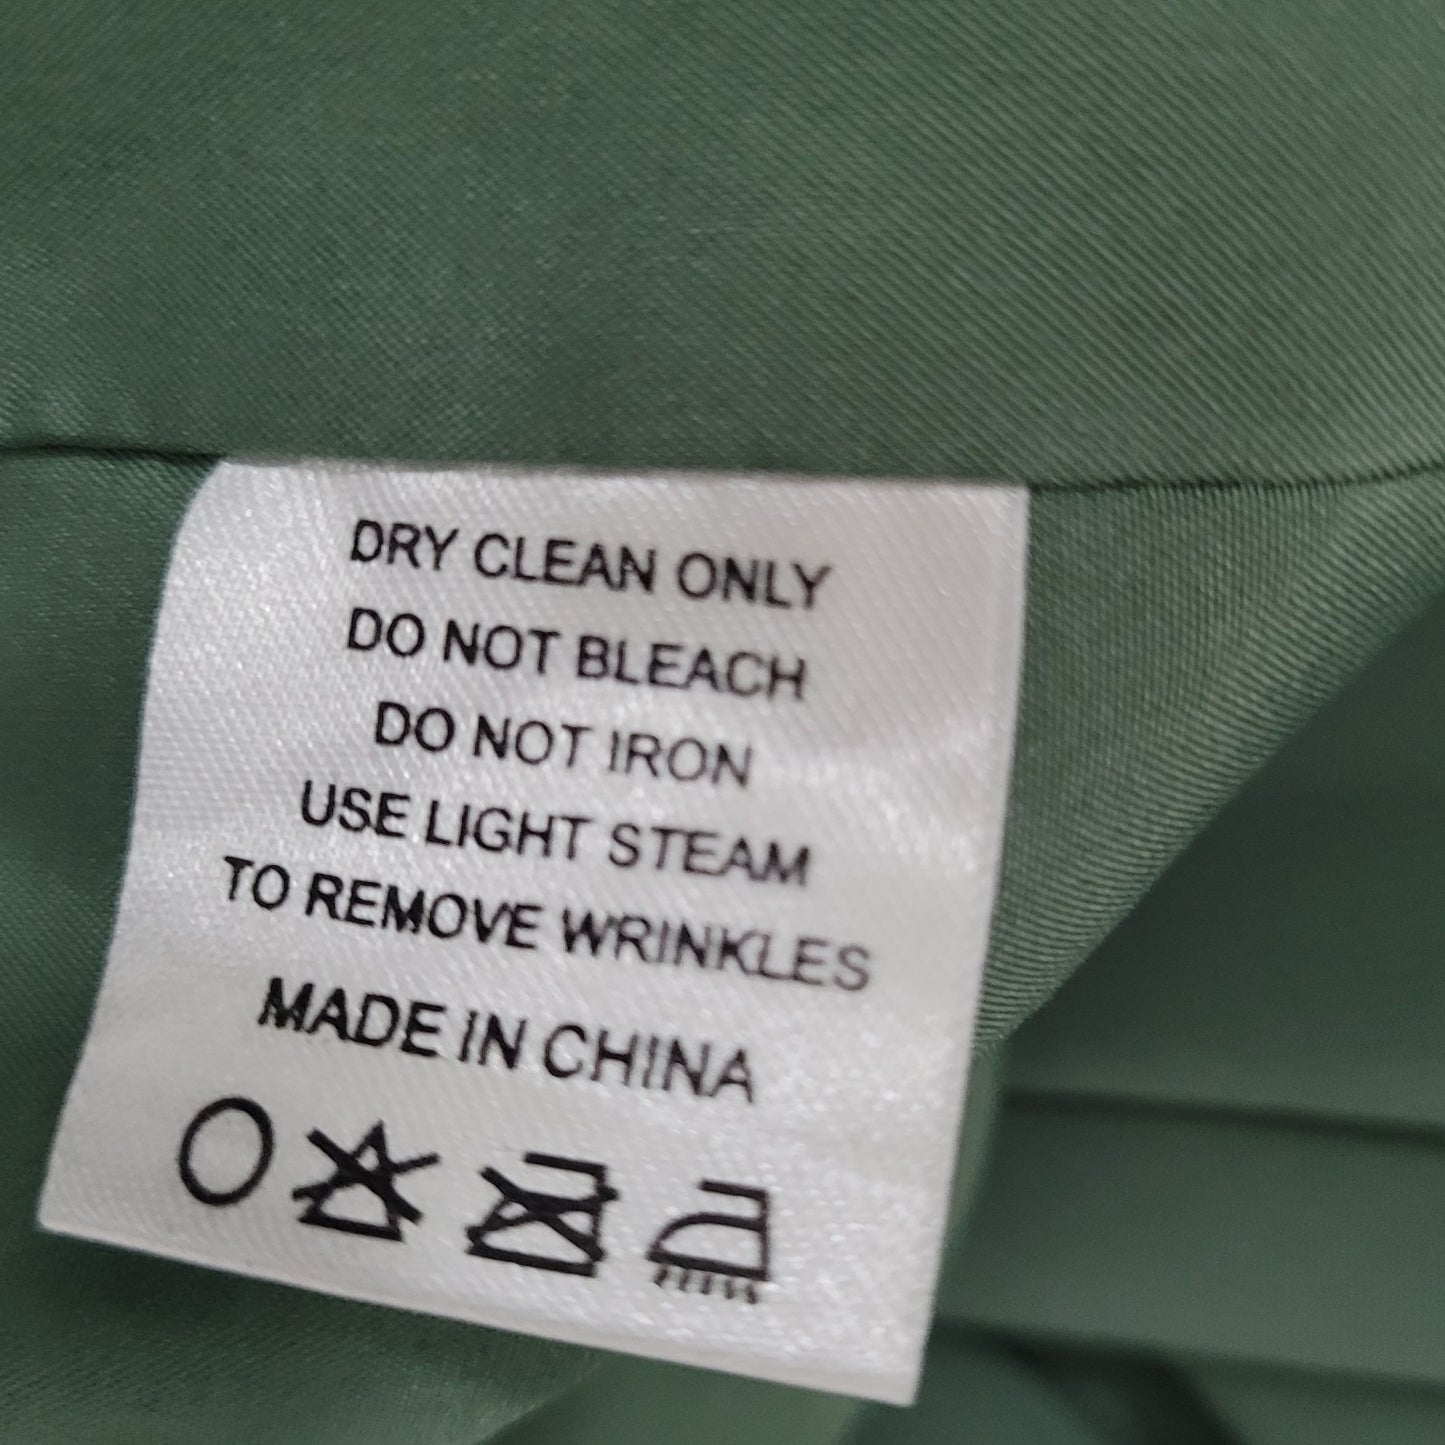 DRY CLEAN ONLY
DO NOT BLEACH
DO NOT IRON
USE LIGHT STEAM
TO REMOVE WRINKLES
MADE IN CHINA